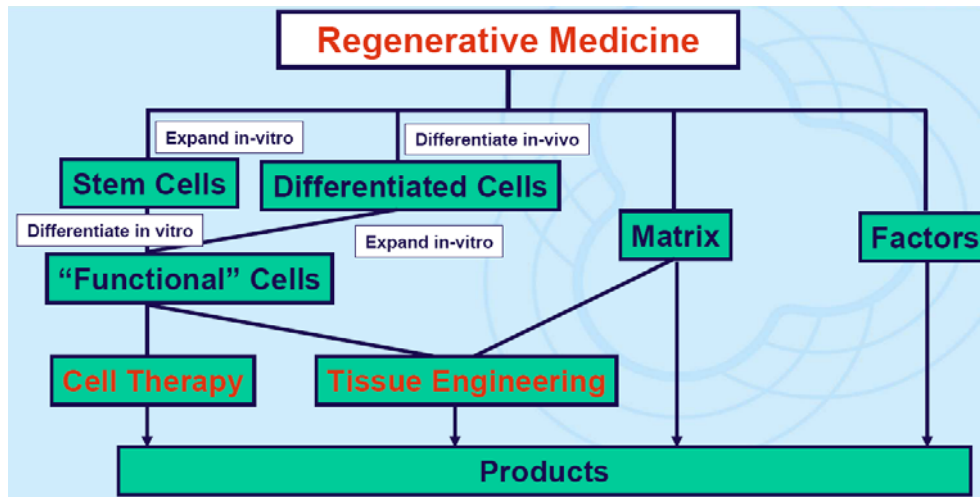 Regenerative Medicine
Expand in-vitro
Differentiate in-vivo
Stem Cells
Differentiated Cells
Differentiate in vitro
Expand in-vitro
Matrix
Factors
“Functional” Cells
Cell Therapy
Tissue Engineering
Products